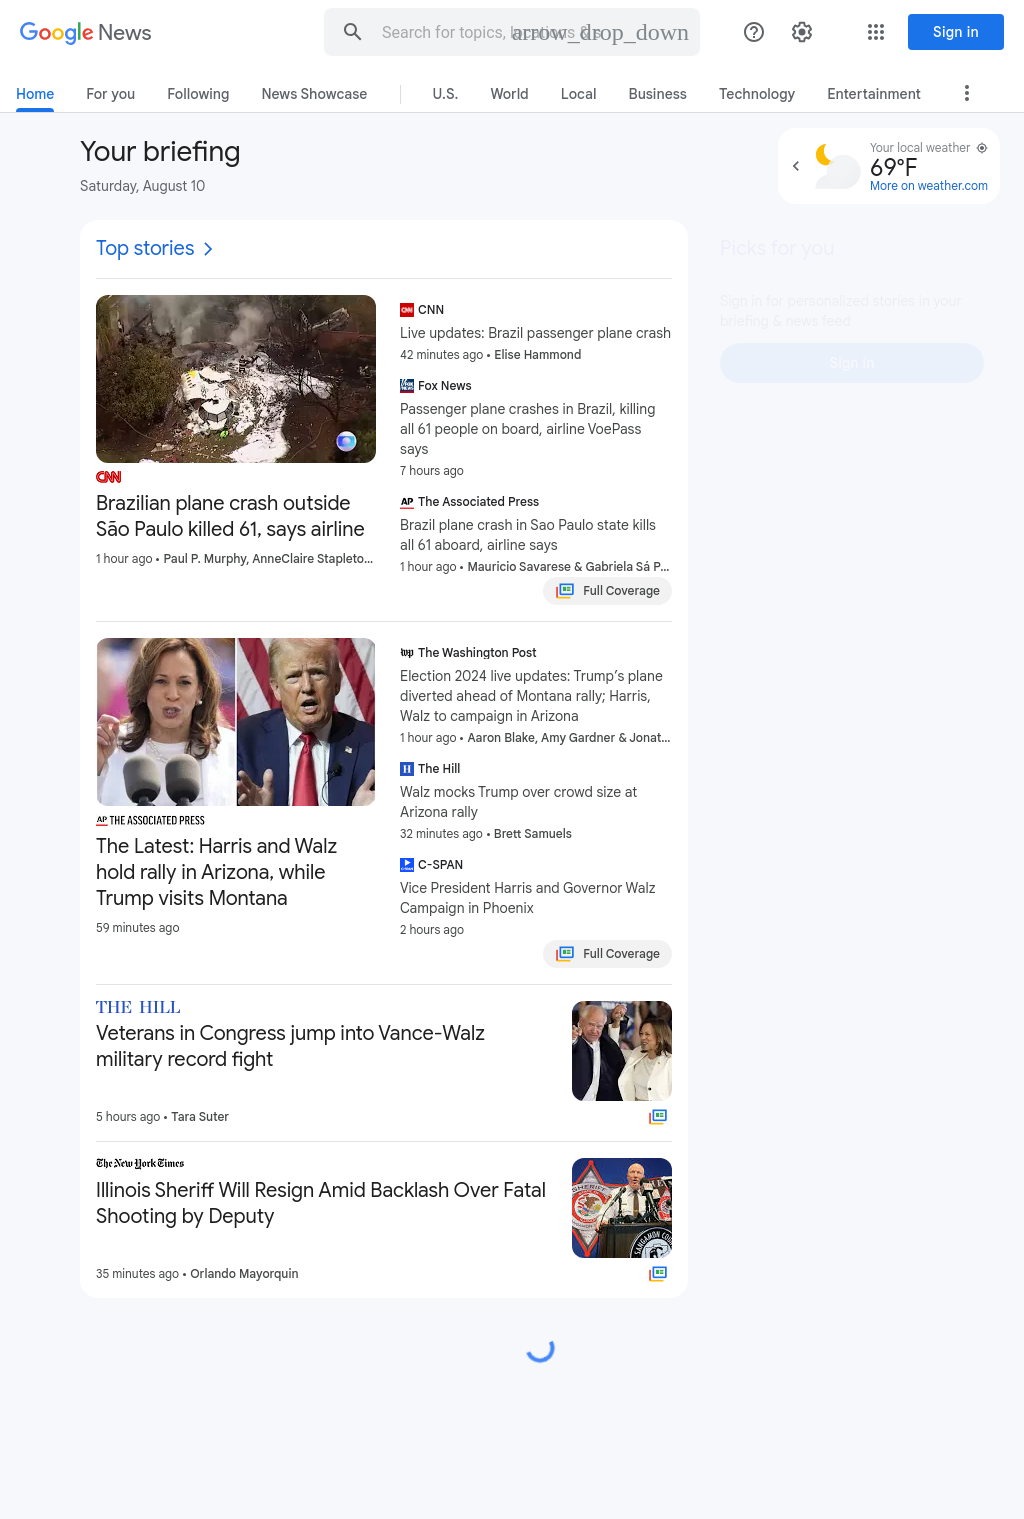 Google News
Search for topics, locations & s
arrow_drop_down
Sign in
Home
For you
Following
News Showcase
U.S.
World
Local
Business
Technology
Entertainment
Your briefing
Saturday, August 10
Your local weather
69°F
More on weather.com
Top stories
CNN
Brazilian plane crash outside
São Paulo killed 61, says airline
1 hour ago • Paul P. Murphy, AnneClaire Stapleto...
CNN
Live updates: Brazil passenger plane crash
42 minutes ago • Elise Hammond
Fox News
Passenger plane crashes in Brazil, killing
all 61 people on board, airline VoePass
says
7 hours ago
AP The Associated Press
Brazil plane crash in Sao Paulo state kills
all 61 aboard, airline says
1 hour ago • Mauricio Savarese & Gabriela Sá P...
Full Coverage
AP THE ASSOCIATED PRESS
The Latest: Harris and Walz
hold rally in Arizona, while
Trump visits Montana
59 minutes ago
wp The Washington Post
Election 2024 live updates: Trump’s plane
diverted ahead of Montana rally; Harris,
Walz to campaign in Arizona
1 hour ago • Aaron Blake, Amy Gardner & Jonat...
H The Hill
Walz mocks Trump over crowd size at
Arizona rally
32 minutes ago • Brett Samuels
C-SPAN
Vice President Harris and Governor Walz
Campaign in Phoenix
2 hours ago
Full Coverage
THE HILL
Veterans in Congress jump into Vance-Walz
military record fight
5 hours ago • Tara Suter
The New York Times
Illinois Sheriff Will Resign Amid Backlash Over Fatal
Shooting by Deputy
35 minutes ago • Orlando Mayorquin
SHERIFF
SANGAMON COU
Picks for you
Sign in for personalized stories in your
briefing & news feed
Sign in